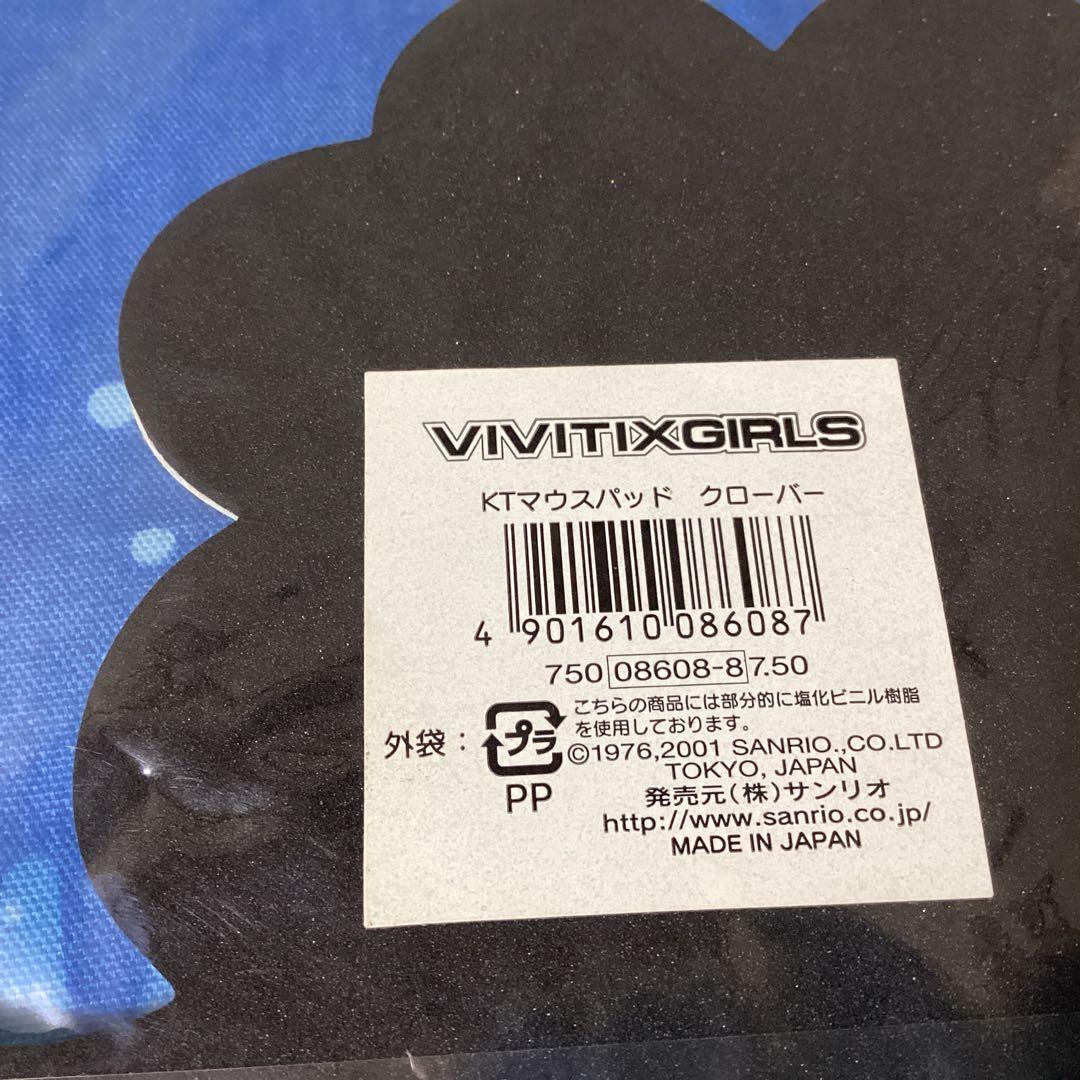 VIVITIXGIRLS
KTマウスパッド　クローバー
4 901610 086087
750 08608-8 7.50
こちらの商品には部分的に塩化ビニル樹脂
を使用しております。
外袋：プラ
PP
©1976,2001 SANRIO.,CO.LTD
TOKYO, JAPAN
発売元(株)サンリオ
http://www.sanrio.co.jp/
MADE IN JAPAN